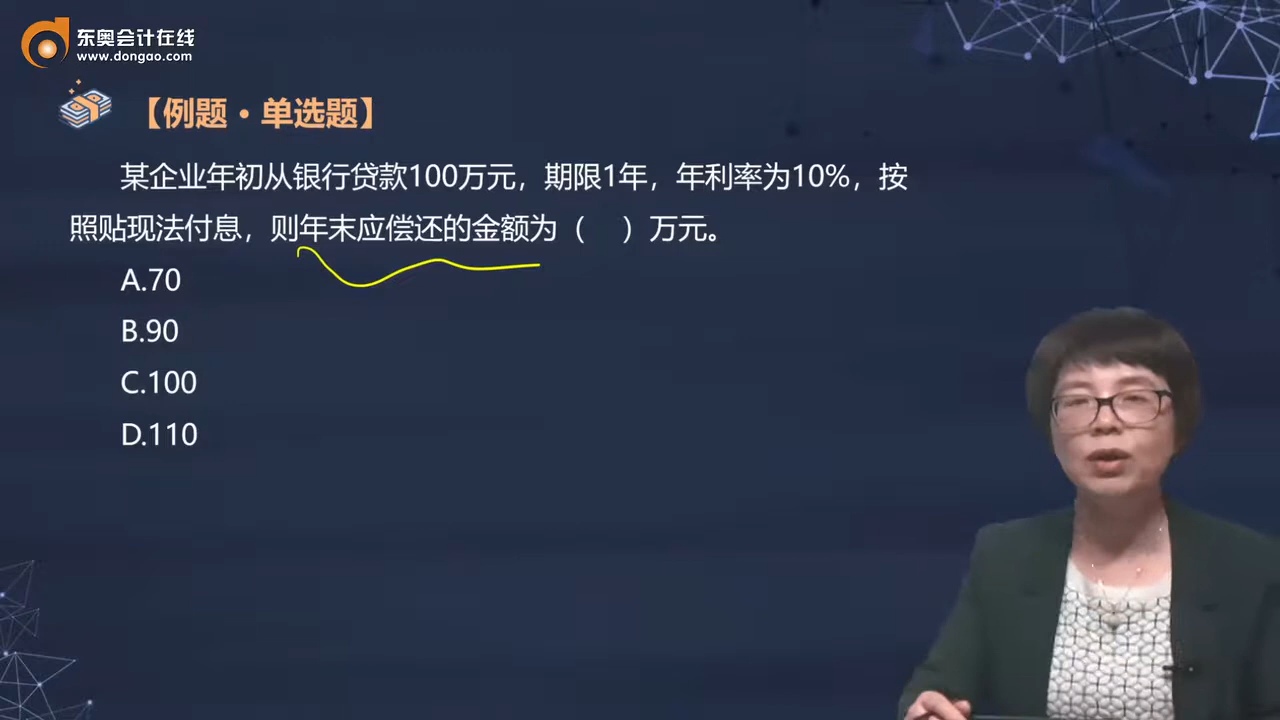 东奥会计在线
www.dongao.com
【例题·单选题】
某企业年初从银行贷款100万元，期限1年，年利率为10%，按
照贴现法付息，则年末应偿还的金额为（ ）万元。
A.70
B.90
C.100
D.110